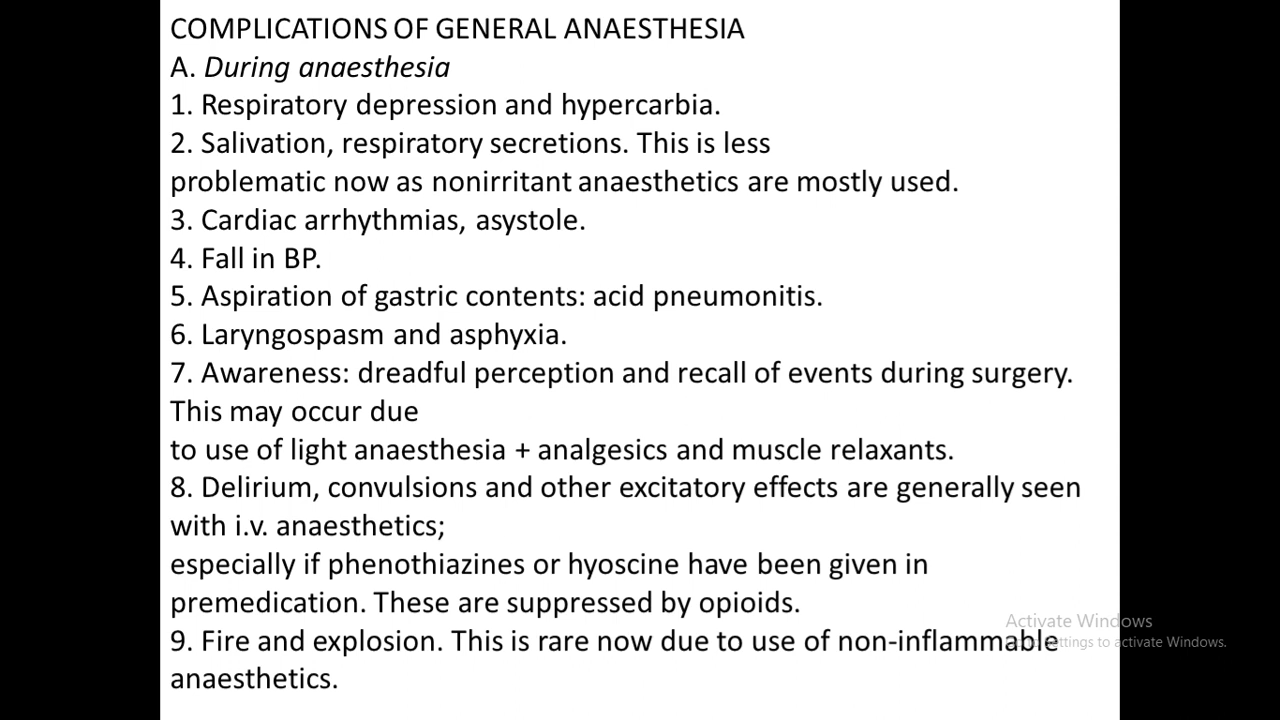 COMPLICATIONS OF GENERAL ANAESTHESIA
A. During anaesthesia
1. Respiratory depression and hypercarbia.
2. Salivation, respiratory secretions. This is less
problematic now as nonirritant anaesthetics are mostly used.
3. Cardiac arrhythmias, asystole.
4. Fall in BP.
5. Aspiration of gastric contents: acid pneumonitis.
6. Laryngospasm and asphyxia.
7. Awareness: dreadful perception and recall of events during surgery.
This may occur due
to use of light anaesthesia + analgesics and muscle relaxants.
8. Delirium, convulsions and other excitatory effects are generally seen
with i.v. anaesthetics;
especially if phenothiazines or hyoscine have been given in
premedication. These are suppressed by opioids.
9. Fire and explosion. This is rare now due to use of non-inflammable
anaesthetics.
Activate Windows
settings to activate Windows.